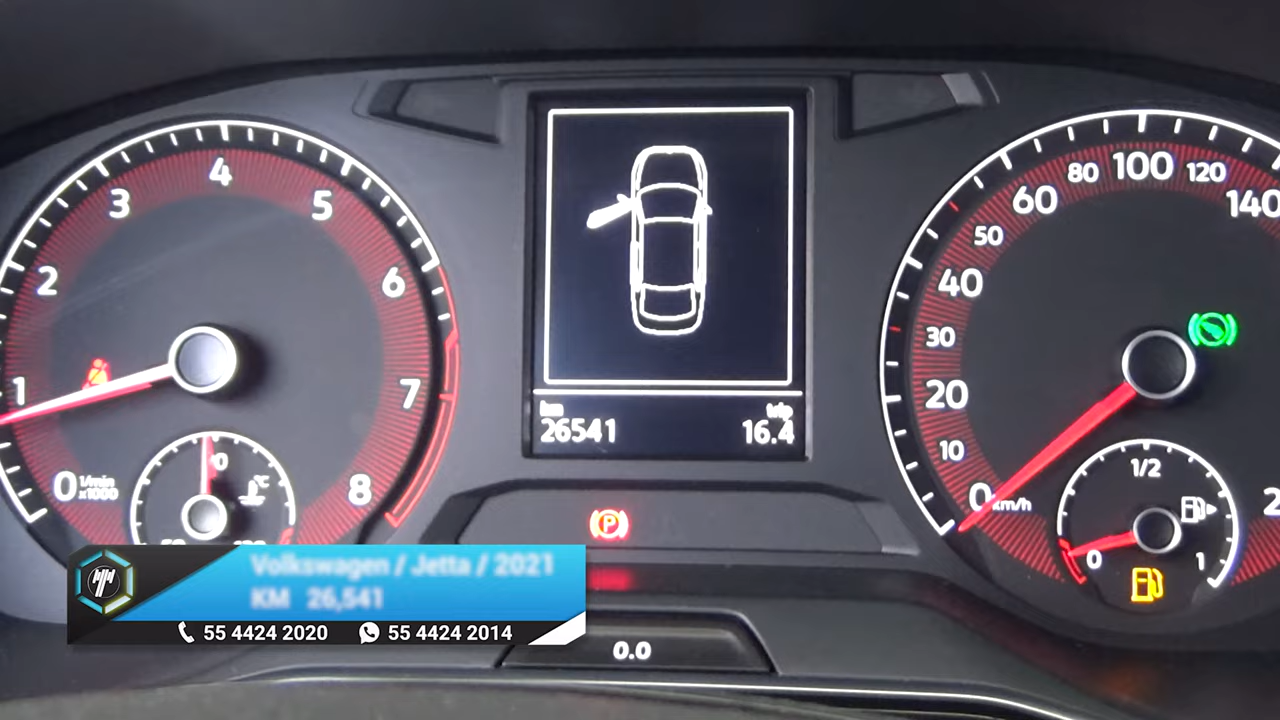 1
2
3
4
5
6
7
8
0 1/min x1000
°C
km
26541
trip
16.4
P
0
10
20
30
40
50
60
80
100
120
140
km/h
1/2
0
1
Volkswagen / Jetta / 2021
KM 26,541
55 4424 2020
55 4424 2014
0.0